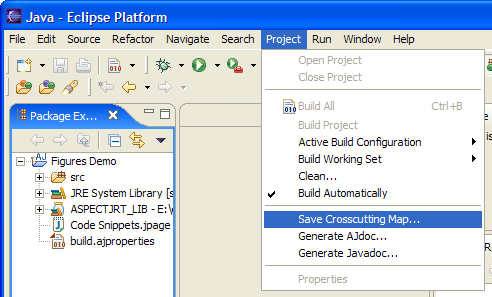 Java - Eclipse Platform
File Edit Source Refactor Navigate Search Project Run Window Help
Open Project
Close Project
Build All Ctrl+B
Build Project
Active Build Configuration
Build Working Set
Clean...
Build Automatically
Save Crosscutting Map...
Generate AJdoc...
Generate Javadoc...
Properties
Package Ex...
Figures Demo
src
JRE System Library [s
ASPECTJRT_LIB - E:\
Code Snippets.jpage
build.ajproperties